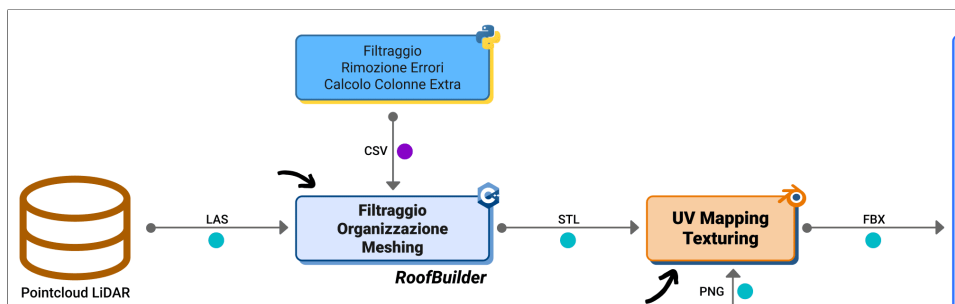 Filtraggio
Rimozione Errori
Calcolo Colonne Extra
CSV
LAS
Filtraggio
Organizzazione
Meshing
STL
UV Mapping
Texturing
FBX
RoofBuilder
Pointcloud LiDAR
PNG